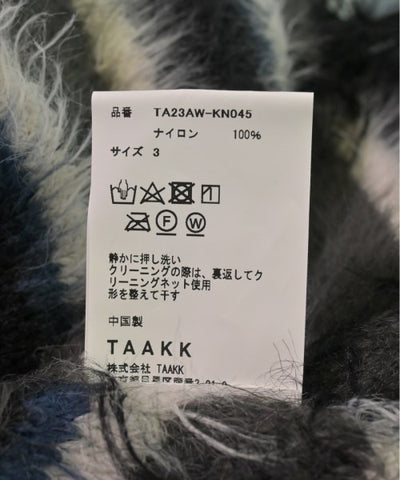 品番 TA23AW-KN045
ナイロン 100%
サイズ 3
F W
静かに押し洗い
クリーニングの際は、裏返してク
リーニングネット使用
形を整えて干す
中国製
TAAKK
株式会社 TAAKK